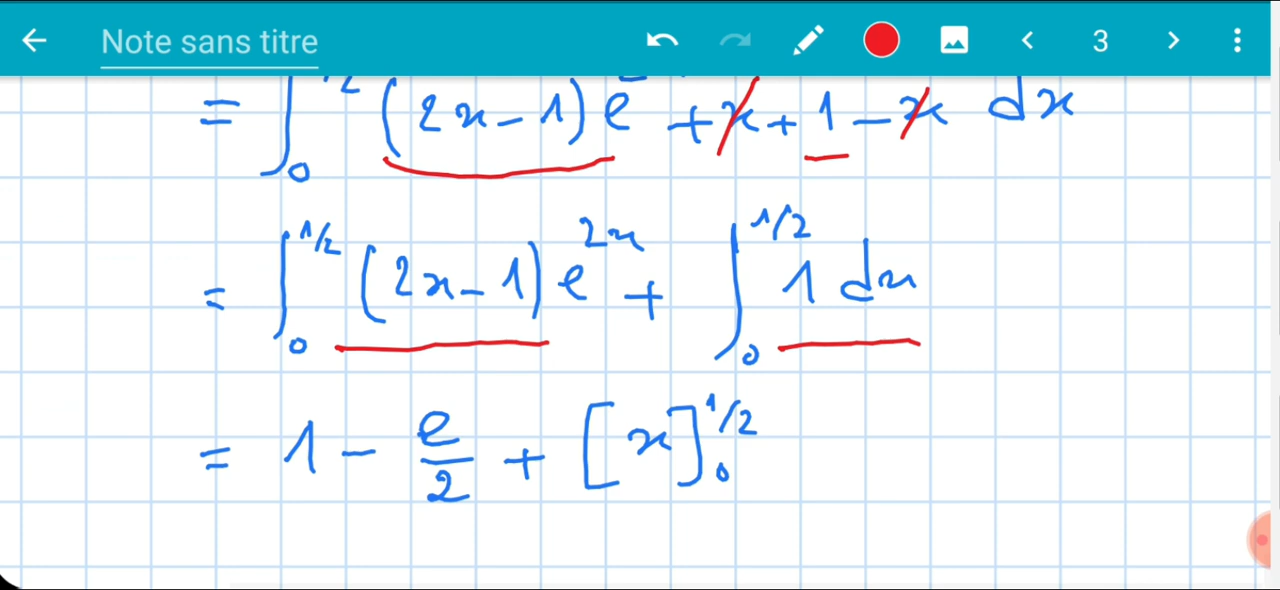 Note sans titre 3
= ∫₀^1/2 (2x-1)e + x + 1 - x dx
= ∫₀^1/2 (2x-1)e^2x + ∫₀^1/2 1 dx
= 1 - e/2 + [x]₀^1/2